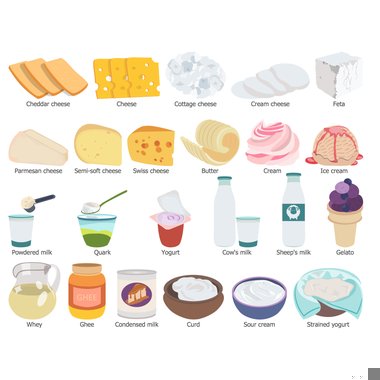 Cheddar cheese Cheese Cottage cheese Cream cheese Feta
Parmesan cheese Semi-soft cheese Swiss cheese Butter Cream Ice cream
Powdered milk Quark Yogurt Cow's milk Sheep's milk Gelato
GHEE
Whey Ghee Condensed milk Curd Sour cream Strained yogurt